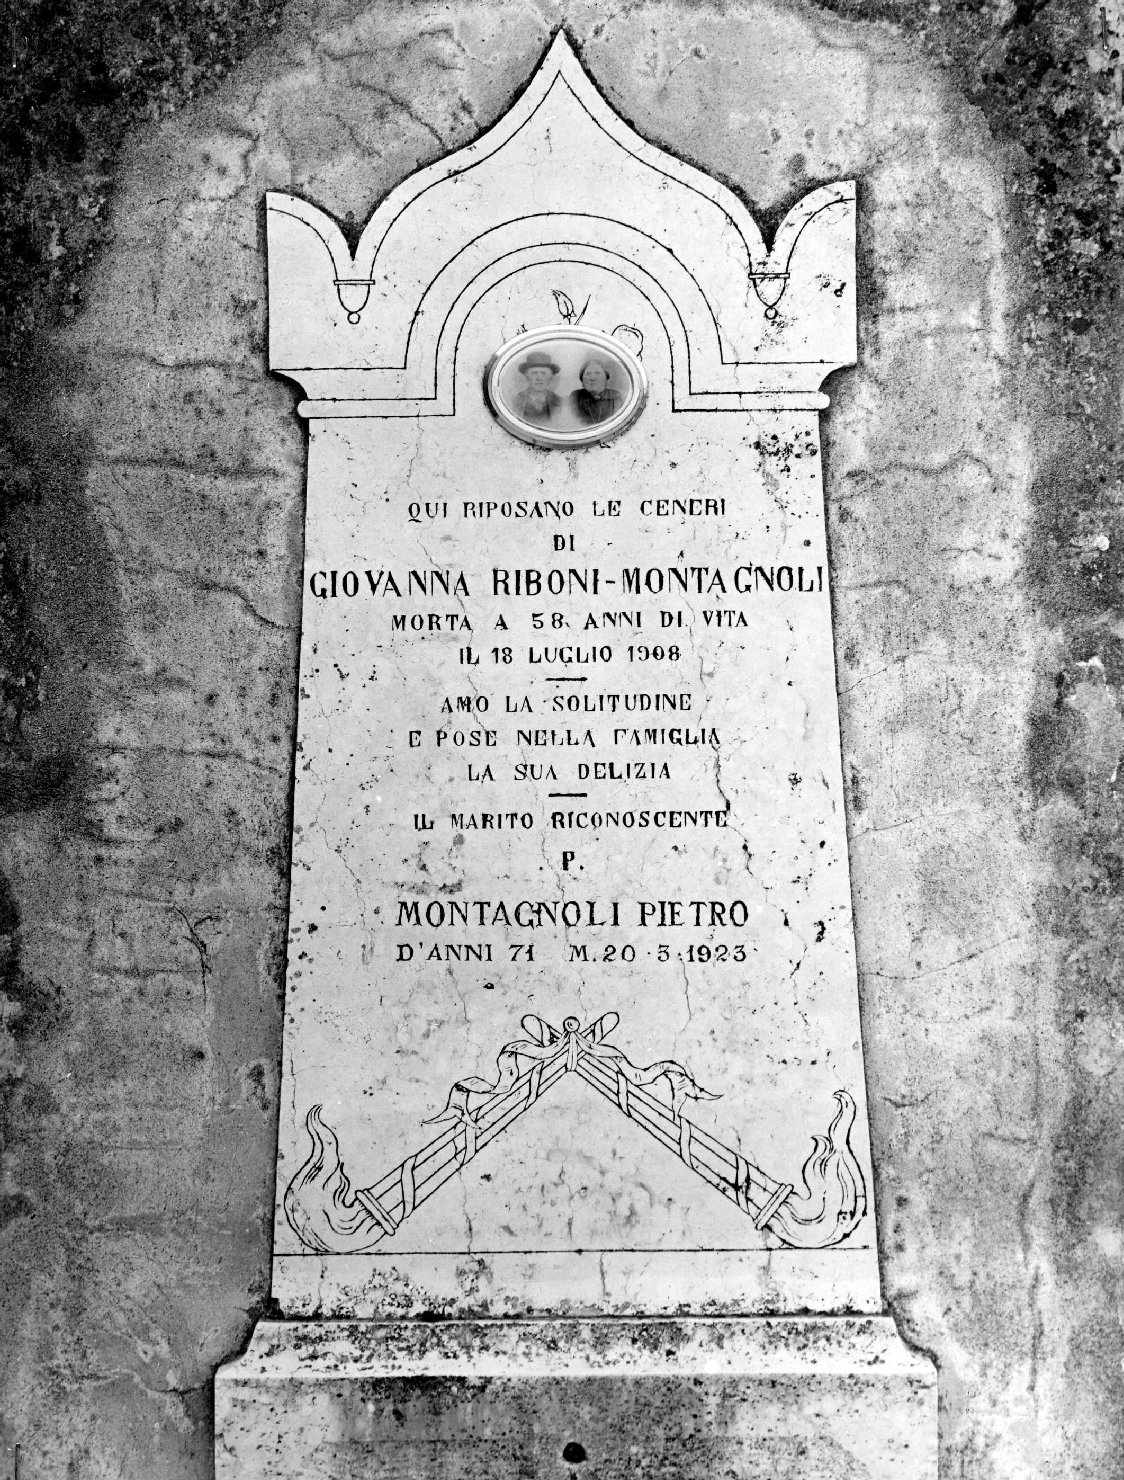 QUI RIPOSANO LE CENERI
DI
GIOVANNA RIBONI-MONTAGNOLI
MORTA A 58 ANNI DI VITA
IL 18 LUGLIO 1908
AMO LA SOLITUDINE
E POSE NELLA FAMIGLIA
LA SUA DELIZIA
IL MARITO RICONOSCENTE
P.
MONTAGNOLI PIETRO
D'ANNI 71 M. 20·3·1923